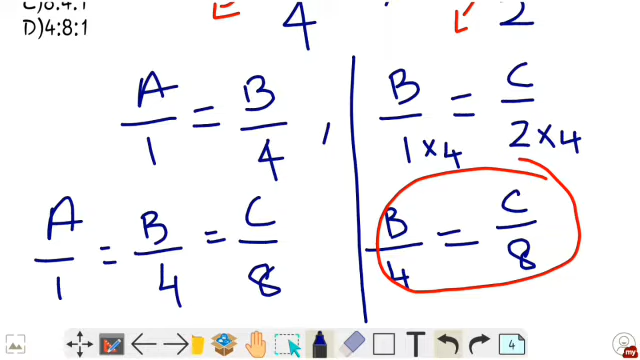 C)8:4:1
D)4:8:1
4
2
A/1 = B/4 ,
B/1×4 = C/2×4
A/1 = B/4 = C/8
B/4 = C/8
T
4
my